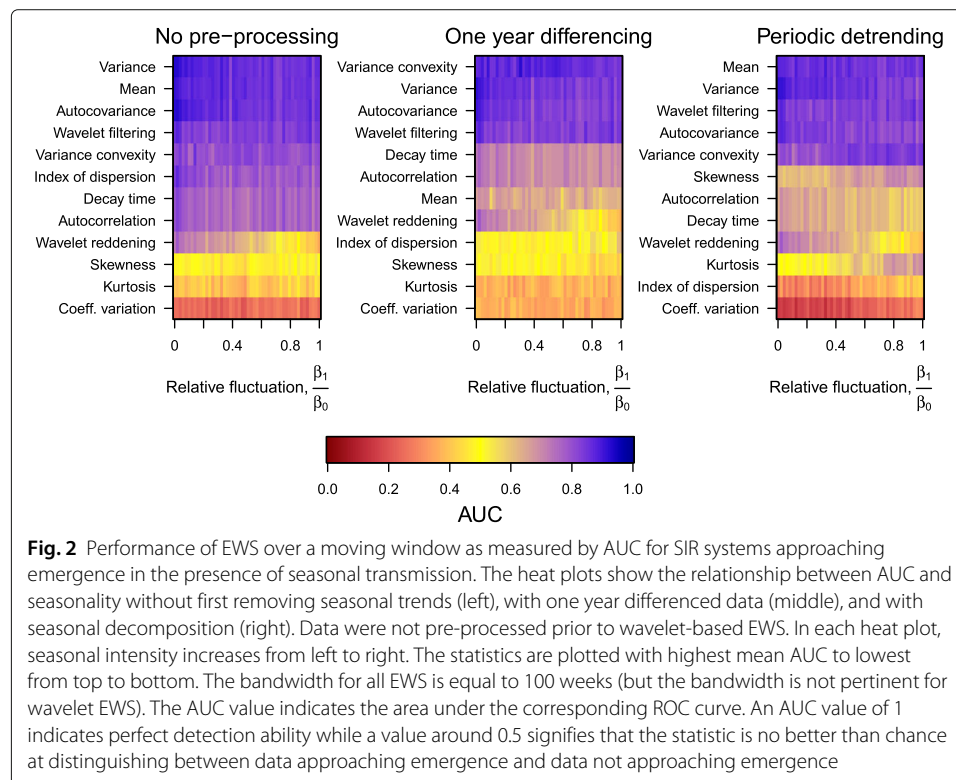 No pre−processing
Variance
Mean
Autocovariance
Wavelet filtering
Variance convexity
Index of dispersion
Decay time
Autocorrelation
Wavelet reddening
Skewness
Kurtosis
Coeff. variation
0 0.4 0.8 1
Relative fluctuation, β1/β0
One year differencing
Variance convexity
Variance
Autocovariance
Wavelet filtering
Decay time
Autocorrelation
Mean
Wavelet reddening
Index of dispersion
Skewness
Kurtosis
Coeff. variation
0 0.4 0.8 1
Relative fluctuation, β1/β0
Periodic detrending
Mean
Variance
Wavelet filtering
Autocovariance
Variance convexity
Skewness
Autocorrelation
Decay time
Wavelet reddening
Kurtosis
Index of dispersion
Coeff. variation
0 0.4 0.8 1
Relative fluctuation, β1/β0
0.0 0.2 0.4 0.6 0.8 1.0
AUC
Fig. 2 Performance of EWS over a moving window as measured by AUC for SIR systems approaching
emergence in the presence of seasonal transmission. The heat plots show the relationship between AUC and
seasonality without first removing seasonal trends (left), with one year differenced data (middle), and with
seasonal decomposition (right). Data were not pre-processed prior to wavelet-based EWS. In each heat plot,
seasonal intensity increases from left to right. The statistics are plotted with highest mean AUC to lowest
from top to bottom. The bandwidth for all EWS is equal to 100 weeks (but the bandwidth is not pertinent for
wavelet EWS). The AUC value indicates the area under the corresponding ROC curve. An AUC value of 1
indicates perfect detection ability while a value around 0.5 signifies that the statistic is no better than chance
at distinguishing between data approaching emergence and data not approaching emergence